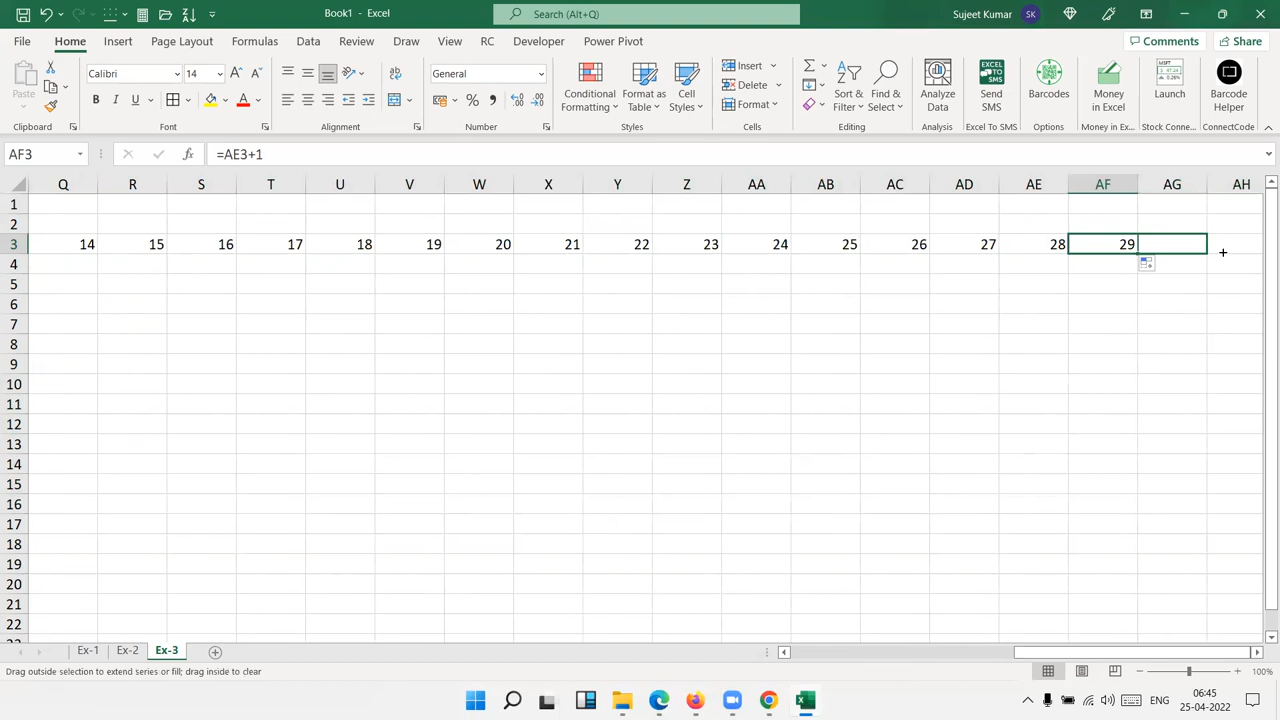 Book1 - Excel
Search (Alt+Q)
Sujeet Kumar
SK
File Home Insert Page Layout Formulas Data Review Draw View RC Developer Help Power Pivot
Comments
Share
Paste
Calibri
14
General
Conditional Formatting
Format as Table
Cell Styles
Insert
Delete
Format
Sort & Filter
Find & Select
Analyze Data
Send SMS
EXCEL TO SMS
Barcodes
Money in Excel
Launch
Barcode Helper
Clipboard
Font
Alignment
Number
Styles
Cells
Editing
Analysis
Excel To SMS
Options
Money in Ex...
Stock Conne...
ConnectCode
AF3
=AE3+1
Q R S T U V W X Y Z AA AB AC AD AE AF AG AH
1
2
3 14 15 16 17 18 19 20 21 22 23 24 25 26 27 28 29
4
5
6
7
8
9
10
11
12
13
14
15
16
17
18
19
20
21
22
23
Ex-1 Ex-2 Ex-3
Drag outside selection to extend series or fill; drag inside to clear
100%
ENG
06:45
25-04-2022